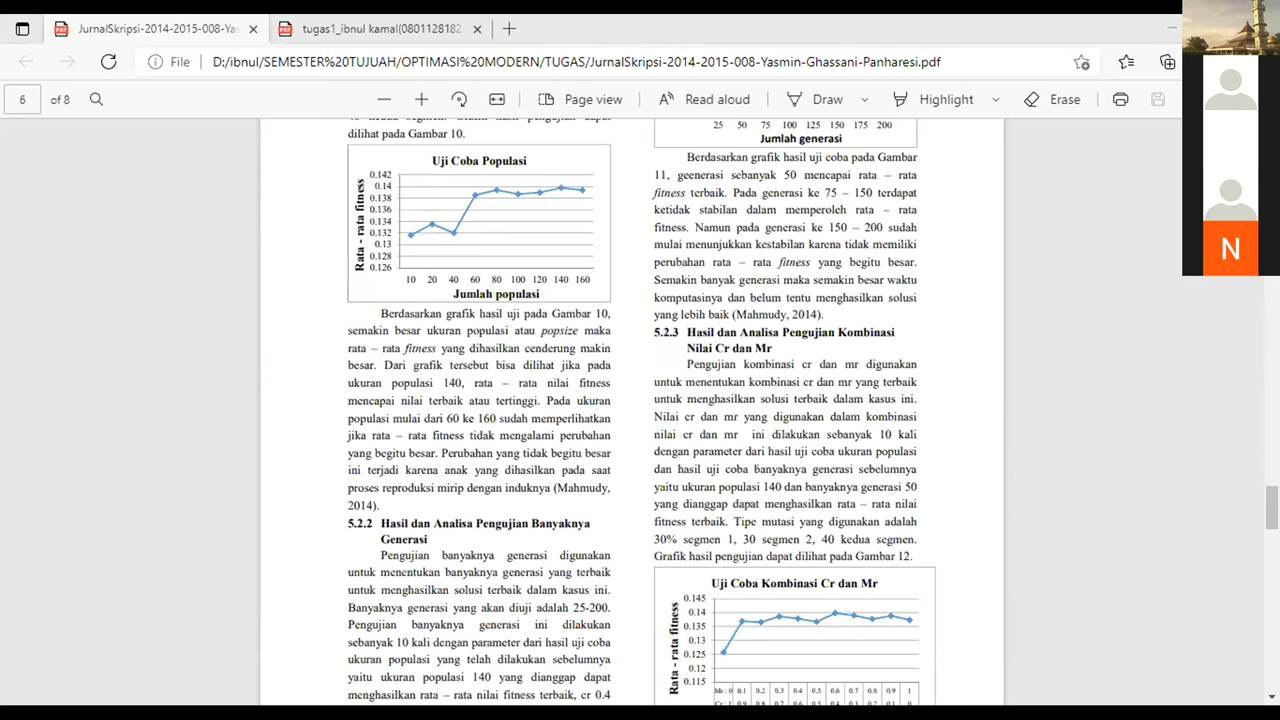 JurnalSkripsi-2014-2015-008-Yas
tugas1_ibnul kamal(0801128182
File
D:/ibnul/SEMESTER%20TUJUAH/OPTIMASI%20MODERN/TUGAS/JurnalSkripsi-2014-2015-008-Yasmin-Ghassani-Panharesi.pdf
6 of 8
Page view
Read aloud
Draw
Highlight
Erase
dilihat pada Gambar 10.
Uji Coba Populasi
Rata - rata fitness
0.142
0.14
0.138
0.136
0.134
0.132
0.13
0.128
0.126
10 20 40 60 80 100 120 140 160
Jumlah populasi
Berdasarkan grafik hasil uji pada Gambar 10,
semakin besar ukuran populasi atau popsize maka
rata – rata fitness yang dihasilkan cenderung makin
besar. Dari grafik tersebut bisa dilihat jika pada
ukuran populasi 140, rata – rata nilai fitness
mencapai nilai terbaik atau tertinggi. Pada ukuran
populasi mulai dari 60 ke 160 sudah memperlihatkan
jika rata – rata fitness tidak mengalami perubahan
yang begitu besar. Perubahan yang tidak begitu besar
ini terjadi karena anak yang dihasilkan pada saat
proses reproduksi mirip dengan induknya (Mahmudy,
2014).
5.2.2 Hasil dan Analisa Pengujian Banyaknya
Generasi
Pengujian banyaknya generasi digunakan
untuk menentukan banyaknya generasi yang terbaik
untuk menghasilkan solusi terbaik dalam kasus ini.
Banyaknya generasi yang akan diuji adalah 25-200.
Pengujian banyaknya generasi ini dilakukan
sebanyak 10 kali dengan parameter dari hasil uji coba
ukuran populasi yang telah dilakukan sebelumnya
yaitu ukuran populasi 140 yang dianggap dapat
menghasilkan rata – rata nilai fitness terbaik, cr 0.4
25 50 75 100 125 150 175 200
Jumlah generasi
Berdasarkan grafik hasil uji coba pada Gambar
11, geenerasi sebanyak 50 mencapai rata – rata
fitness terbaik. Pada generasi ke 75 – 150 terdapat
ketidak stabilan dalam memperoleh rata – rata
fitness. Namun pada generasi ke 150 – 200 sudah
mulai menunjukkan kestabilan karena tidak memiliki
perubahan rata – rata fitness yang begitu besar.
Semakin banyak generasi maka semakin besar waktu
komputasinya dan belum tentu menghasilkan solusi
yang lebih baik (Mahmudy, 2014).
5.2.3 Hasil dan Analisa Pengujian Kombinasi
Nilai Cr dan Mr
Pengujian kombinasi cr dan mr digunakan
untuk menentukan kombinasi cr dan mr yang terbaik
untuk menghasilkan solusi terbaik dalam kasus ini.
Nilai cr dan mr yang digunakan dalam kombinasi
nilai cr dan mr ini dilakukan sebanyak 10 kali
dengan parameter dari hasil uji coba ukuran populasi
dan hasil uji coba banyaknya generasi sebelumnya
yaitu ukuran populasi 140 dan banyaknya generasi 50
yang dianggap dapat menghasilkan rata – rata nilai
fitness terbaik. Tipe mutasi yang digunakan adalah
30% segmen 1, 30 segmen 2, 40 kedua segmen.
Grafik hasil pengujian dapat dilihat pada Gambar 12.
Uji Coba Kombinasi Cr dan Mr
Rata - rata fitness
0.145
0.14
0.135
0.13
0.125
0.12
0.115
Mr : 0 0.1 0.2 0.3 0.4 0.5 0.6 0.7 0.8 0.9 1
N